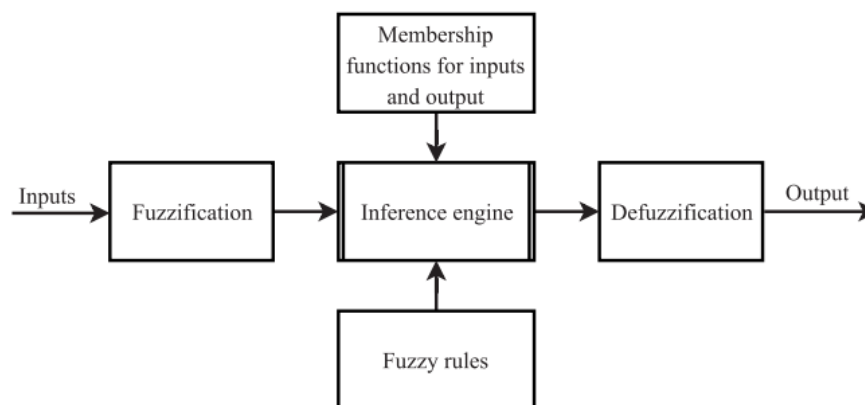 Membership
functions for inputs
and output
Inputs
Fuzzification
Inference engine
Defuzzification
Output
Fuzzy rules